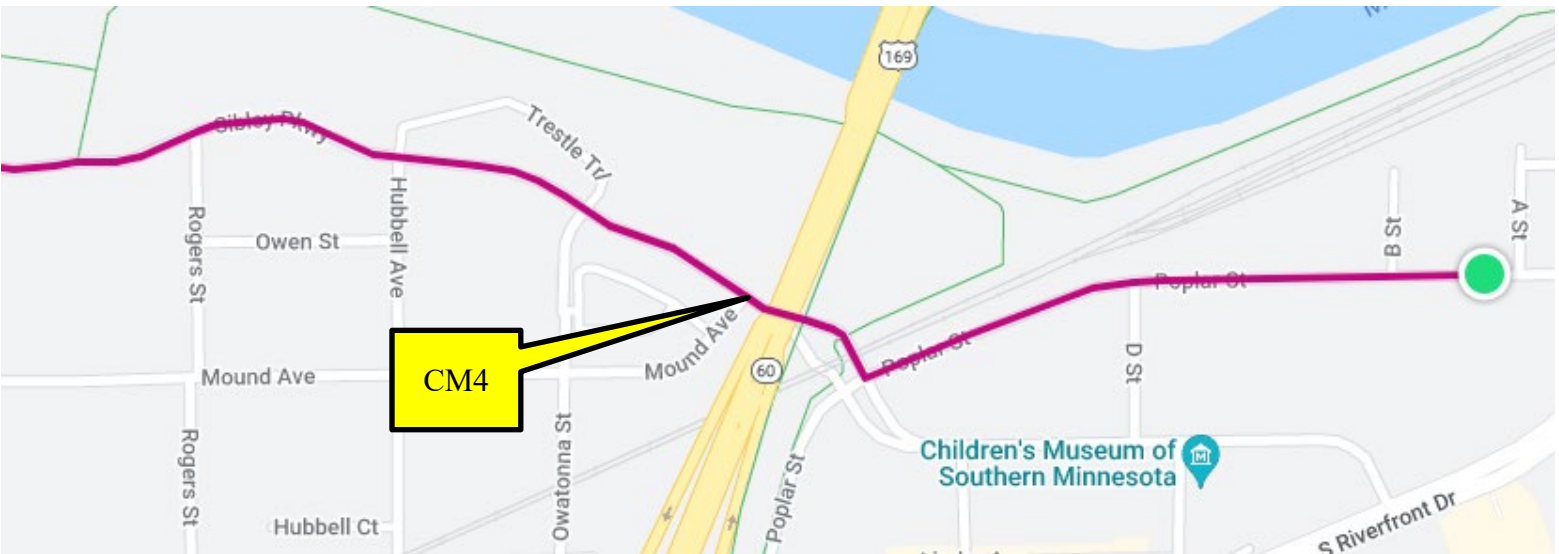 169
Sibley Pkwy
Trestle Tr/
Rogers St
Owen St
Hubbell Ave
B St
A St
Poplar St
CM4
Mound Ave
Mound Ave
60
Poplar St
D St
Rogers St
Hubbell Ct
Owatonna St
Poplar St
Children's Museum of
Southern Minnesota
S Riverfront Dr